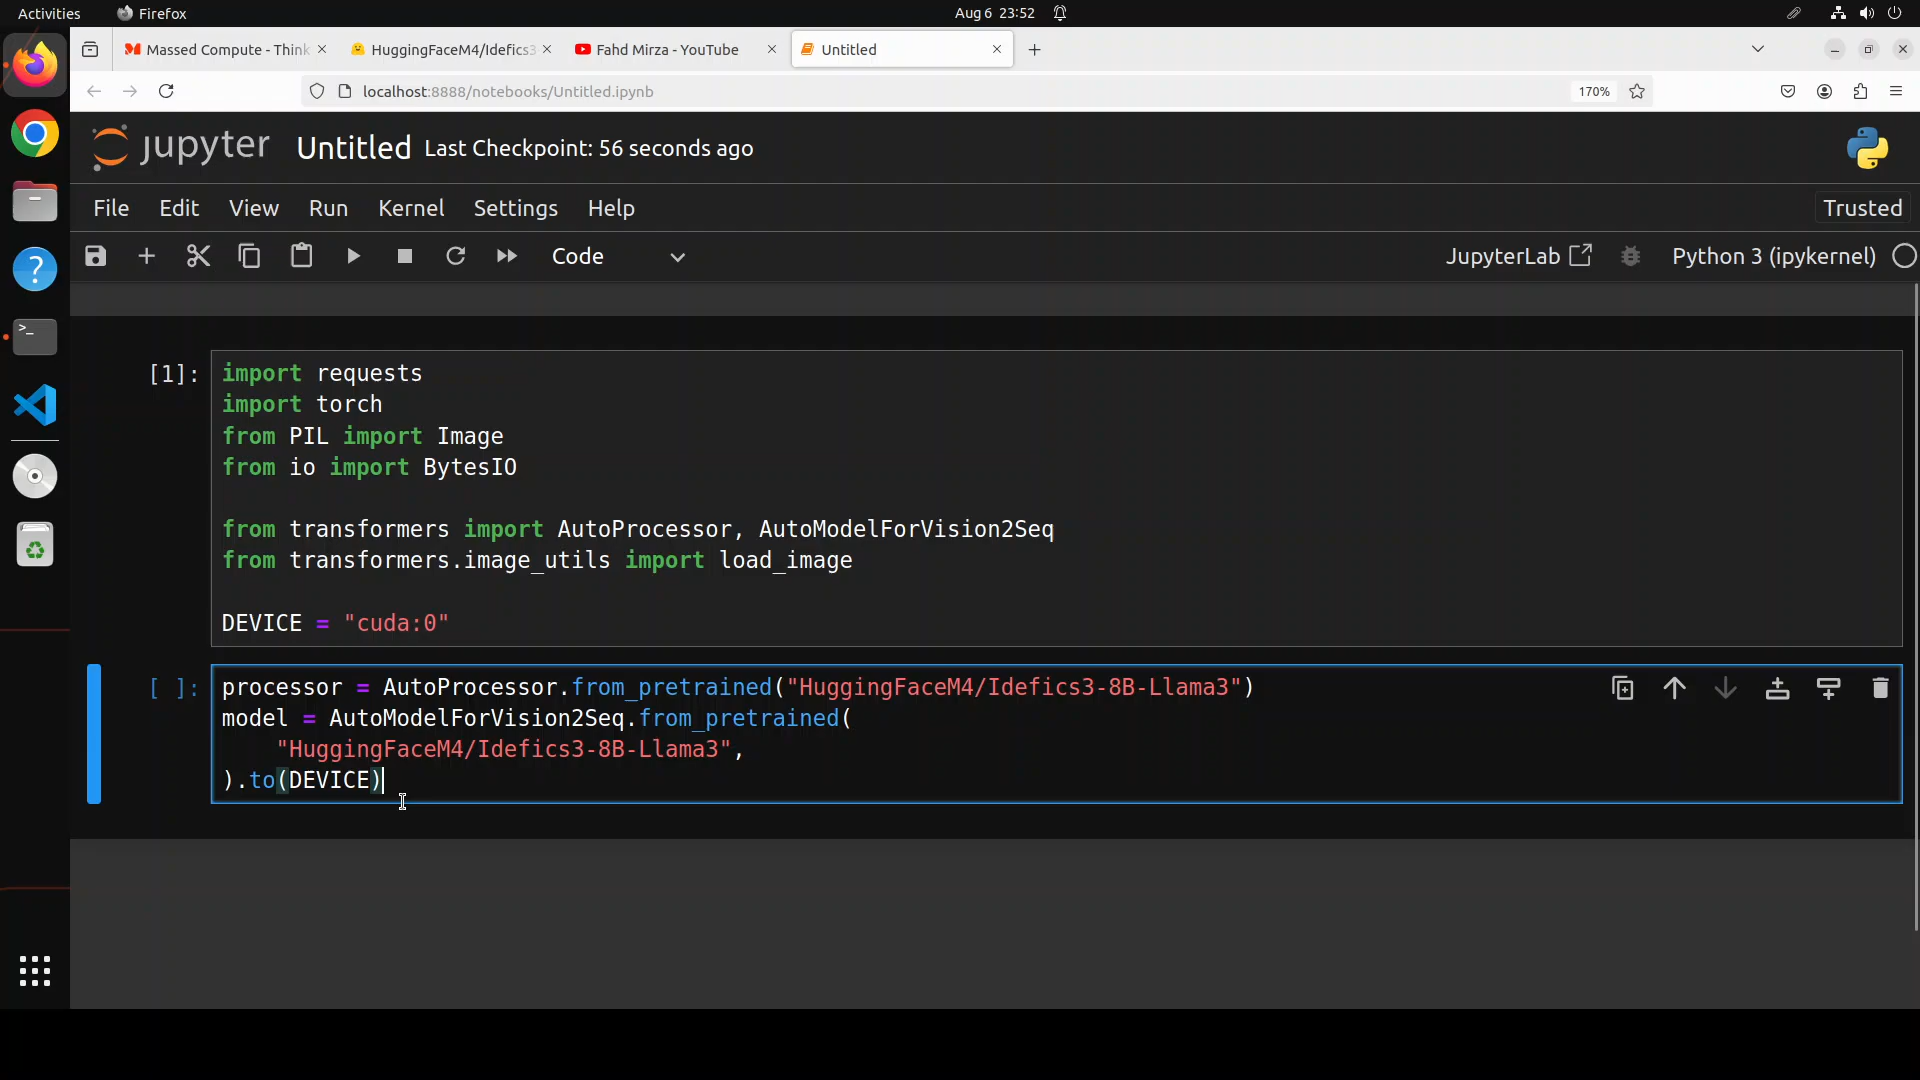 Activities Firefox Aug 6 23:52
Massed Compute - Think HuggingFaceM4/Idefics3 Fahd Mirza - YouTube Untitled
localhost:8888/notebooks/Untitled.ipynb 170%
jupyter Untitled Last Checkpoint: 56 seconds ago
File Edit View Run Kernel Settings Help Trusted
Code JupyterLab Python 3 (ipykernel)
[1]: import requests
import torch
from PIL import Image
from io import BytesIO
from transformers import AutoProcessor, AutoModelForVision2Seq
from transformers.image_utils import load_image
DEVICE = "cuda:0"
[ ]: processor = AutoProcessor.from_pretrained("HuggingFaceM4/Idefics3-8B-Llama3")
model = AutoModelForVision2Seq.from_pretrained(
"HuggingFaceM4/Idefics3-8B-Llama3",
).to(DEVICE)